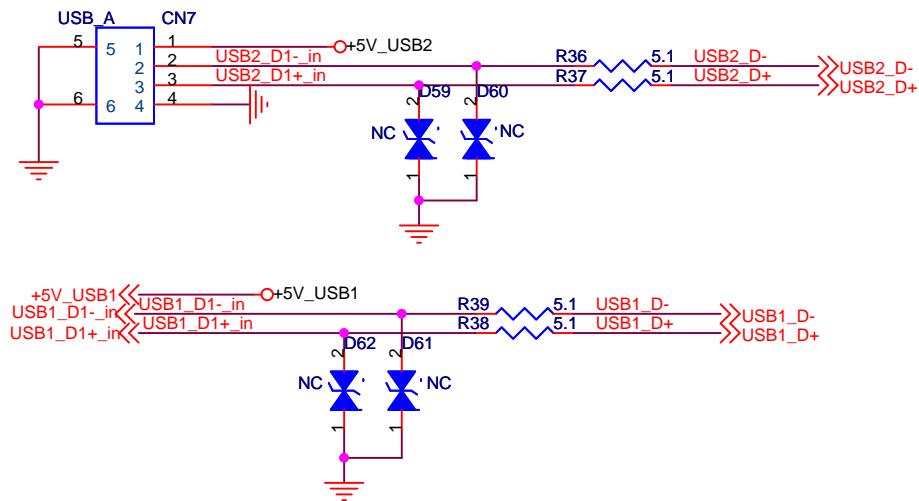 USB_A CN7
5 5 1 1 +5V_USB2
2 2 USB2_D1-_in R36 5.1 USB2_D- USB2_D-
3 3 USB2_D1+_in R37 5.1 USB2_D+ USB2_D+
6 6 4 4
D59 D60
2 2
NC NC
1 1
+5V_USB1 +5V_USB1
USB1_D1-_in USB1_D1-_in R39 5.1 USB1_D- USB1_D-
USB1_D1+_in USB1_D1+_in R38 5.1 USB1_D+ USB1_D+
D62 D61
2 2
NC NC
1 1